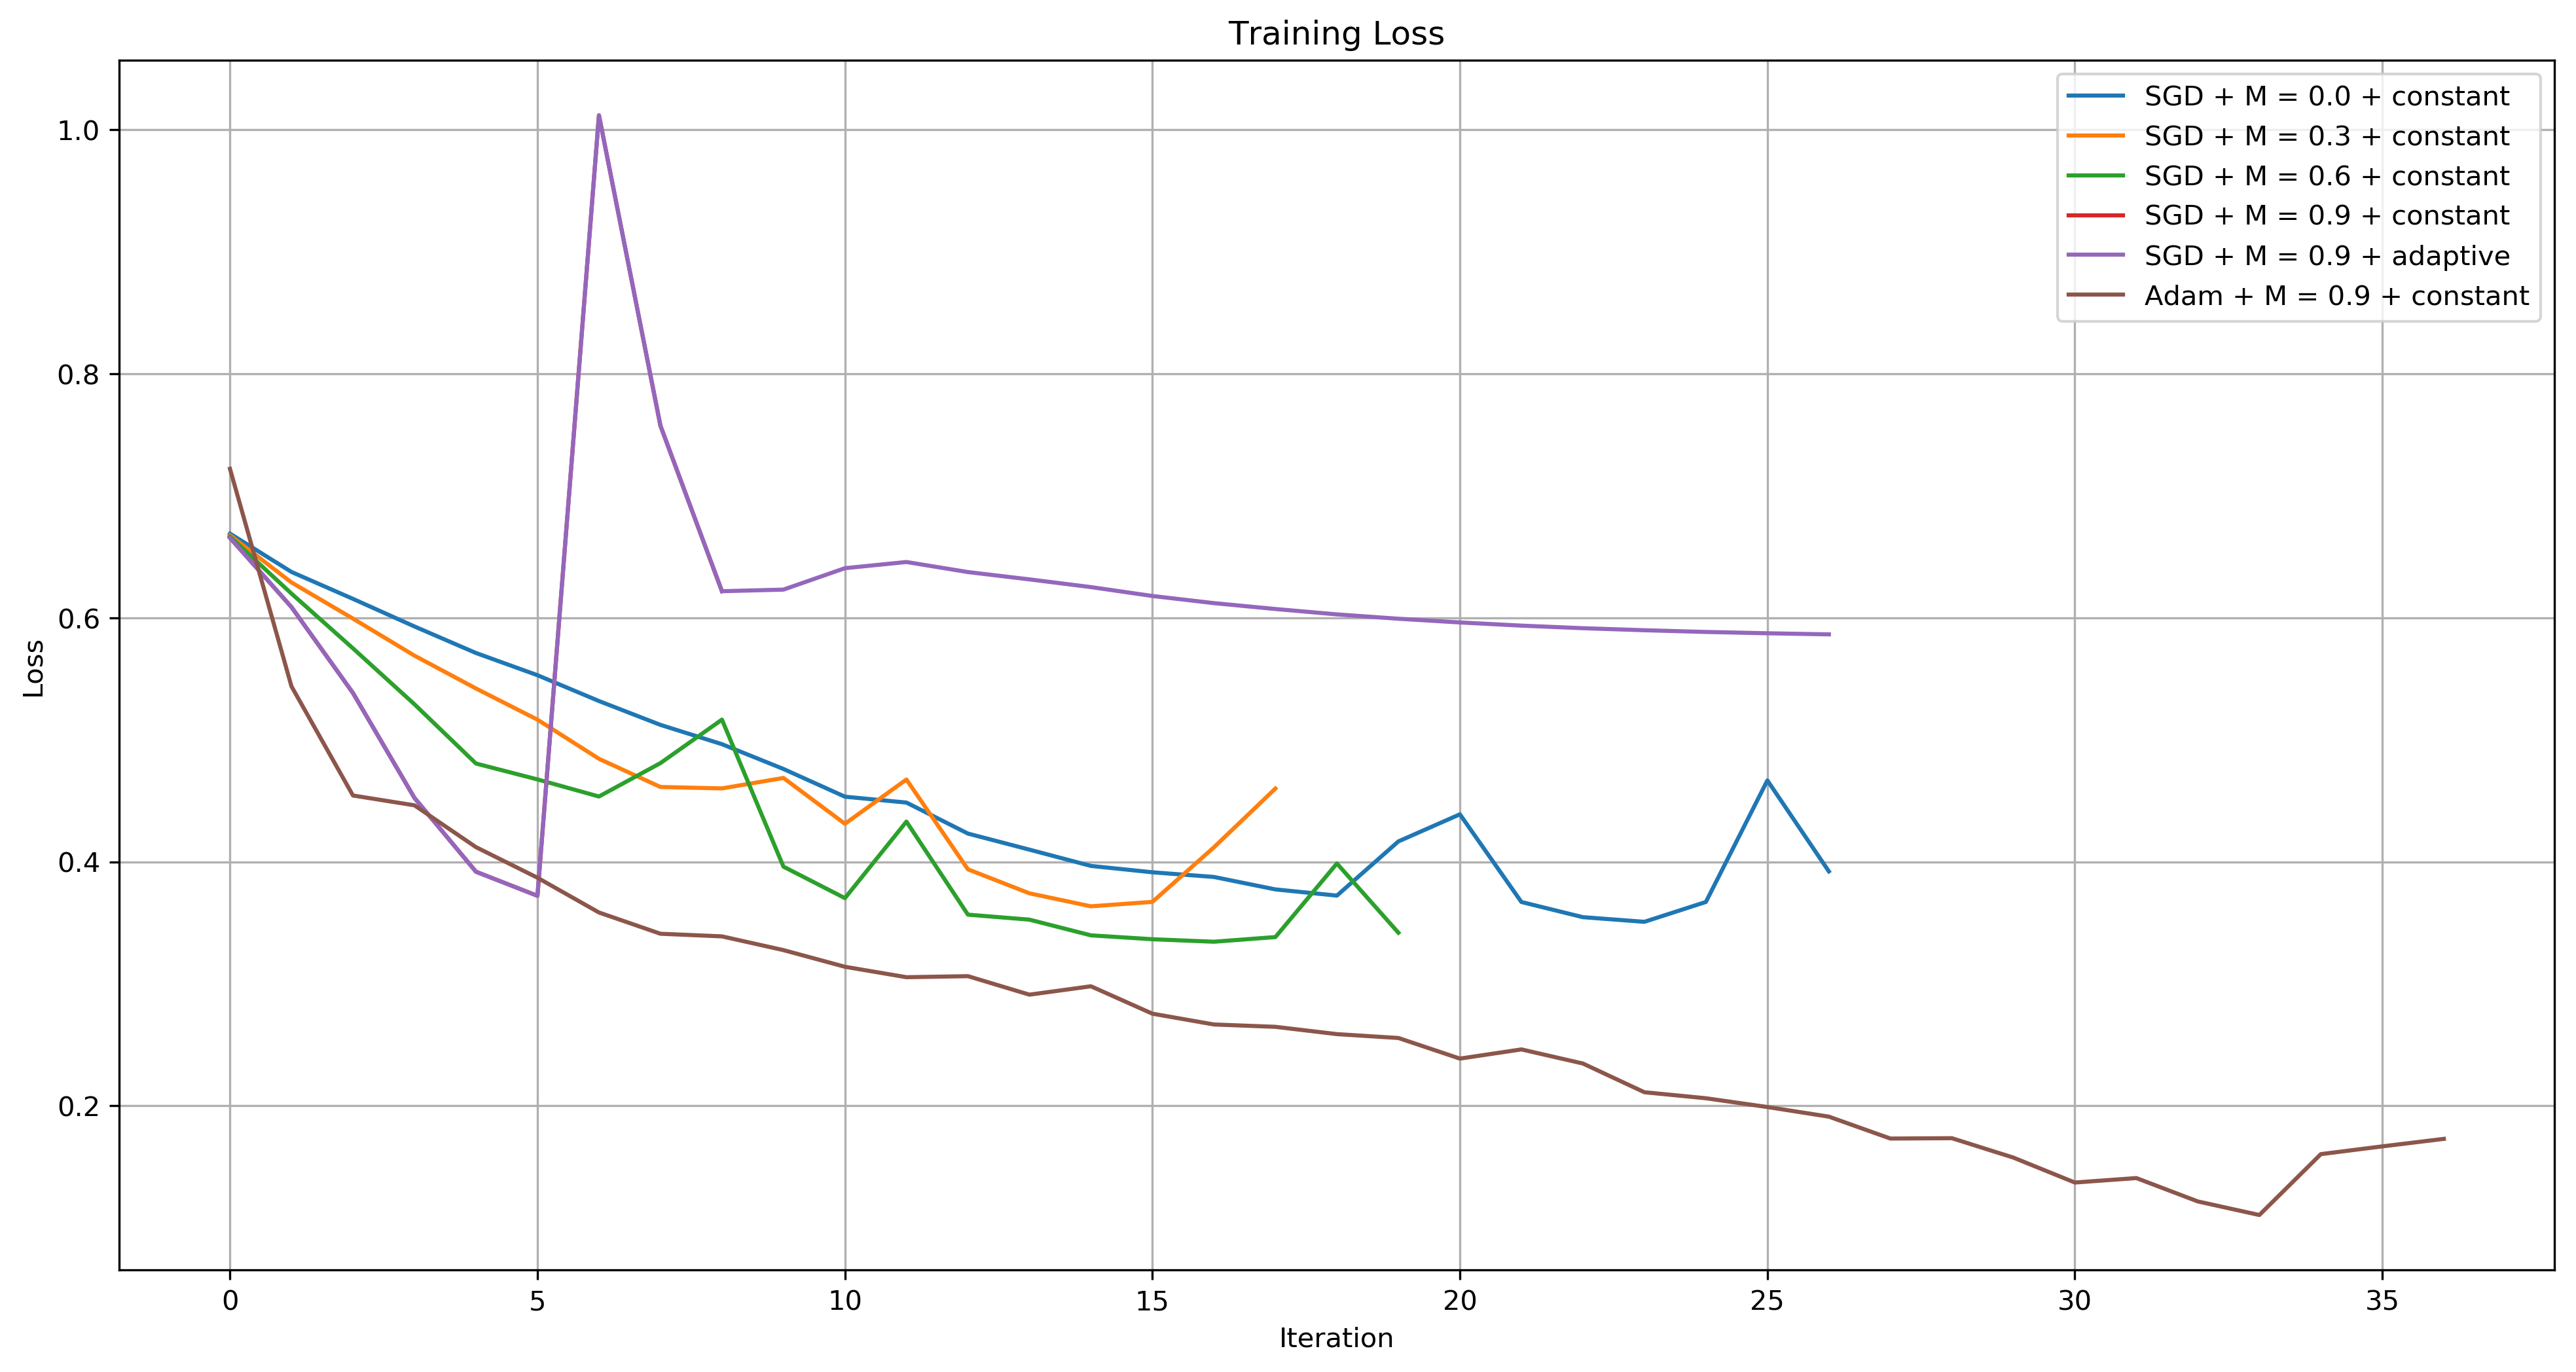 Training Loss
SGD + M = 0.0 + constant
SGD + M = 0.3 + constant
SGD + M = 0.6 + constant
SGD + M = 0.9 + constant
SGD + M = 0.9 + adaptive
Adam + M = 0.9 + constant
1.0
0.8
0.6
0.4
0.2
Loss
0 5 10 15 20 25 30 35
Iteration